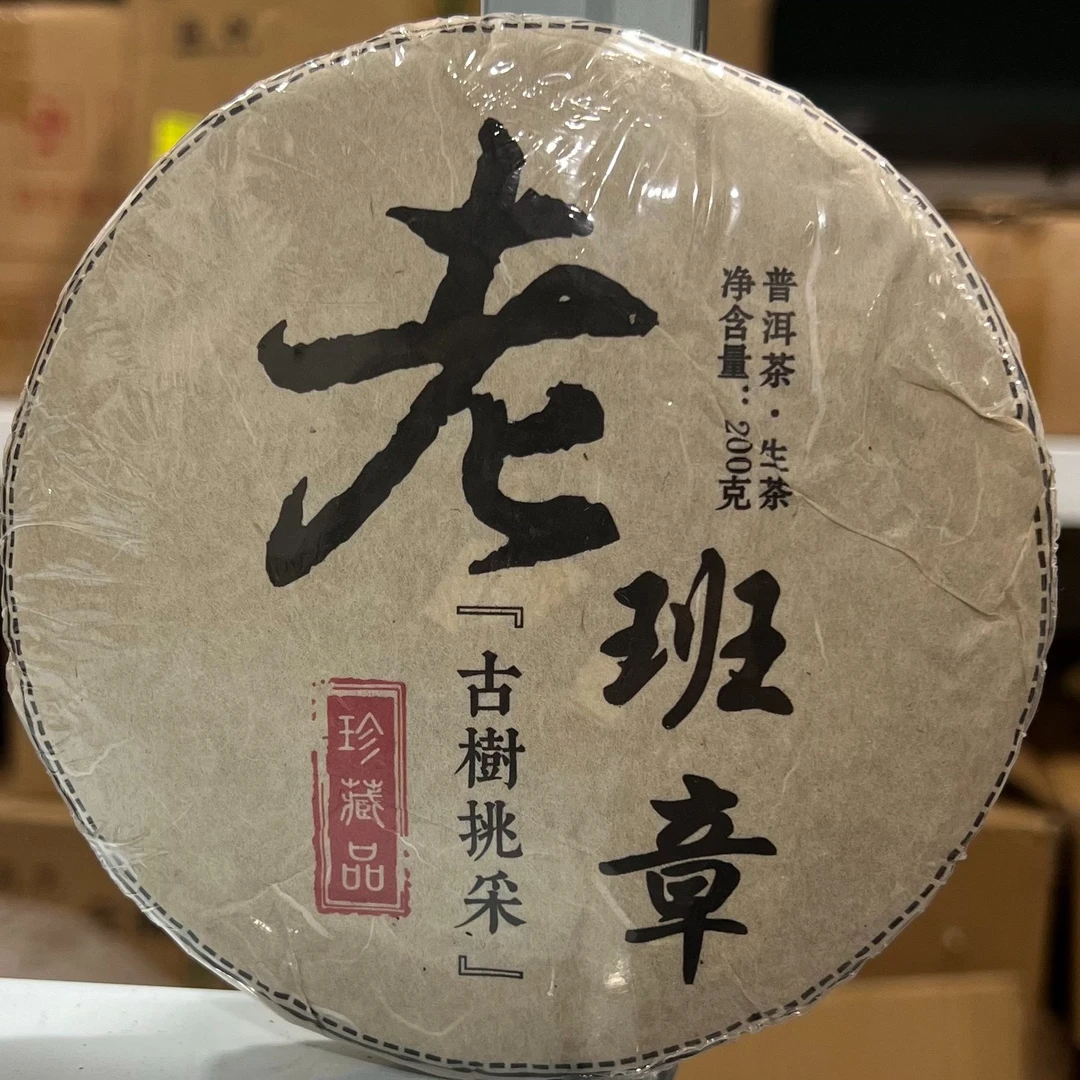 老班章
普洱茶·生茶
净含量：200克
『古樹挑采』
珍藏品